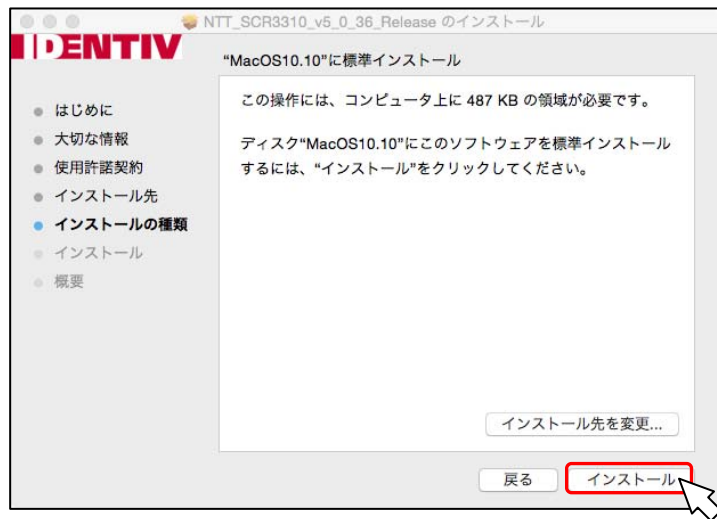 NTT_SCR3310_v5_0_36_Release のインストール
IDENTIV
“MacOS10.10”に標準インストール
はじめに
大切な情報
使用許諾契約
インストール先
インストールの種類
インストール
概要
この操作には、コンピュータ上に 487 KB の領域が必要です。
ディスク“MacOS10.10”にこのソフトウェアを標準インストール
するには、“インストール”をクリックしてください。
インストール先を変更...
戻る
インストール